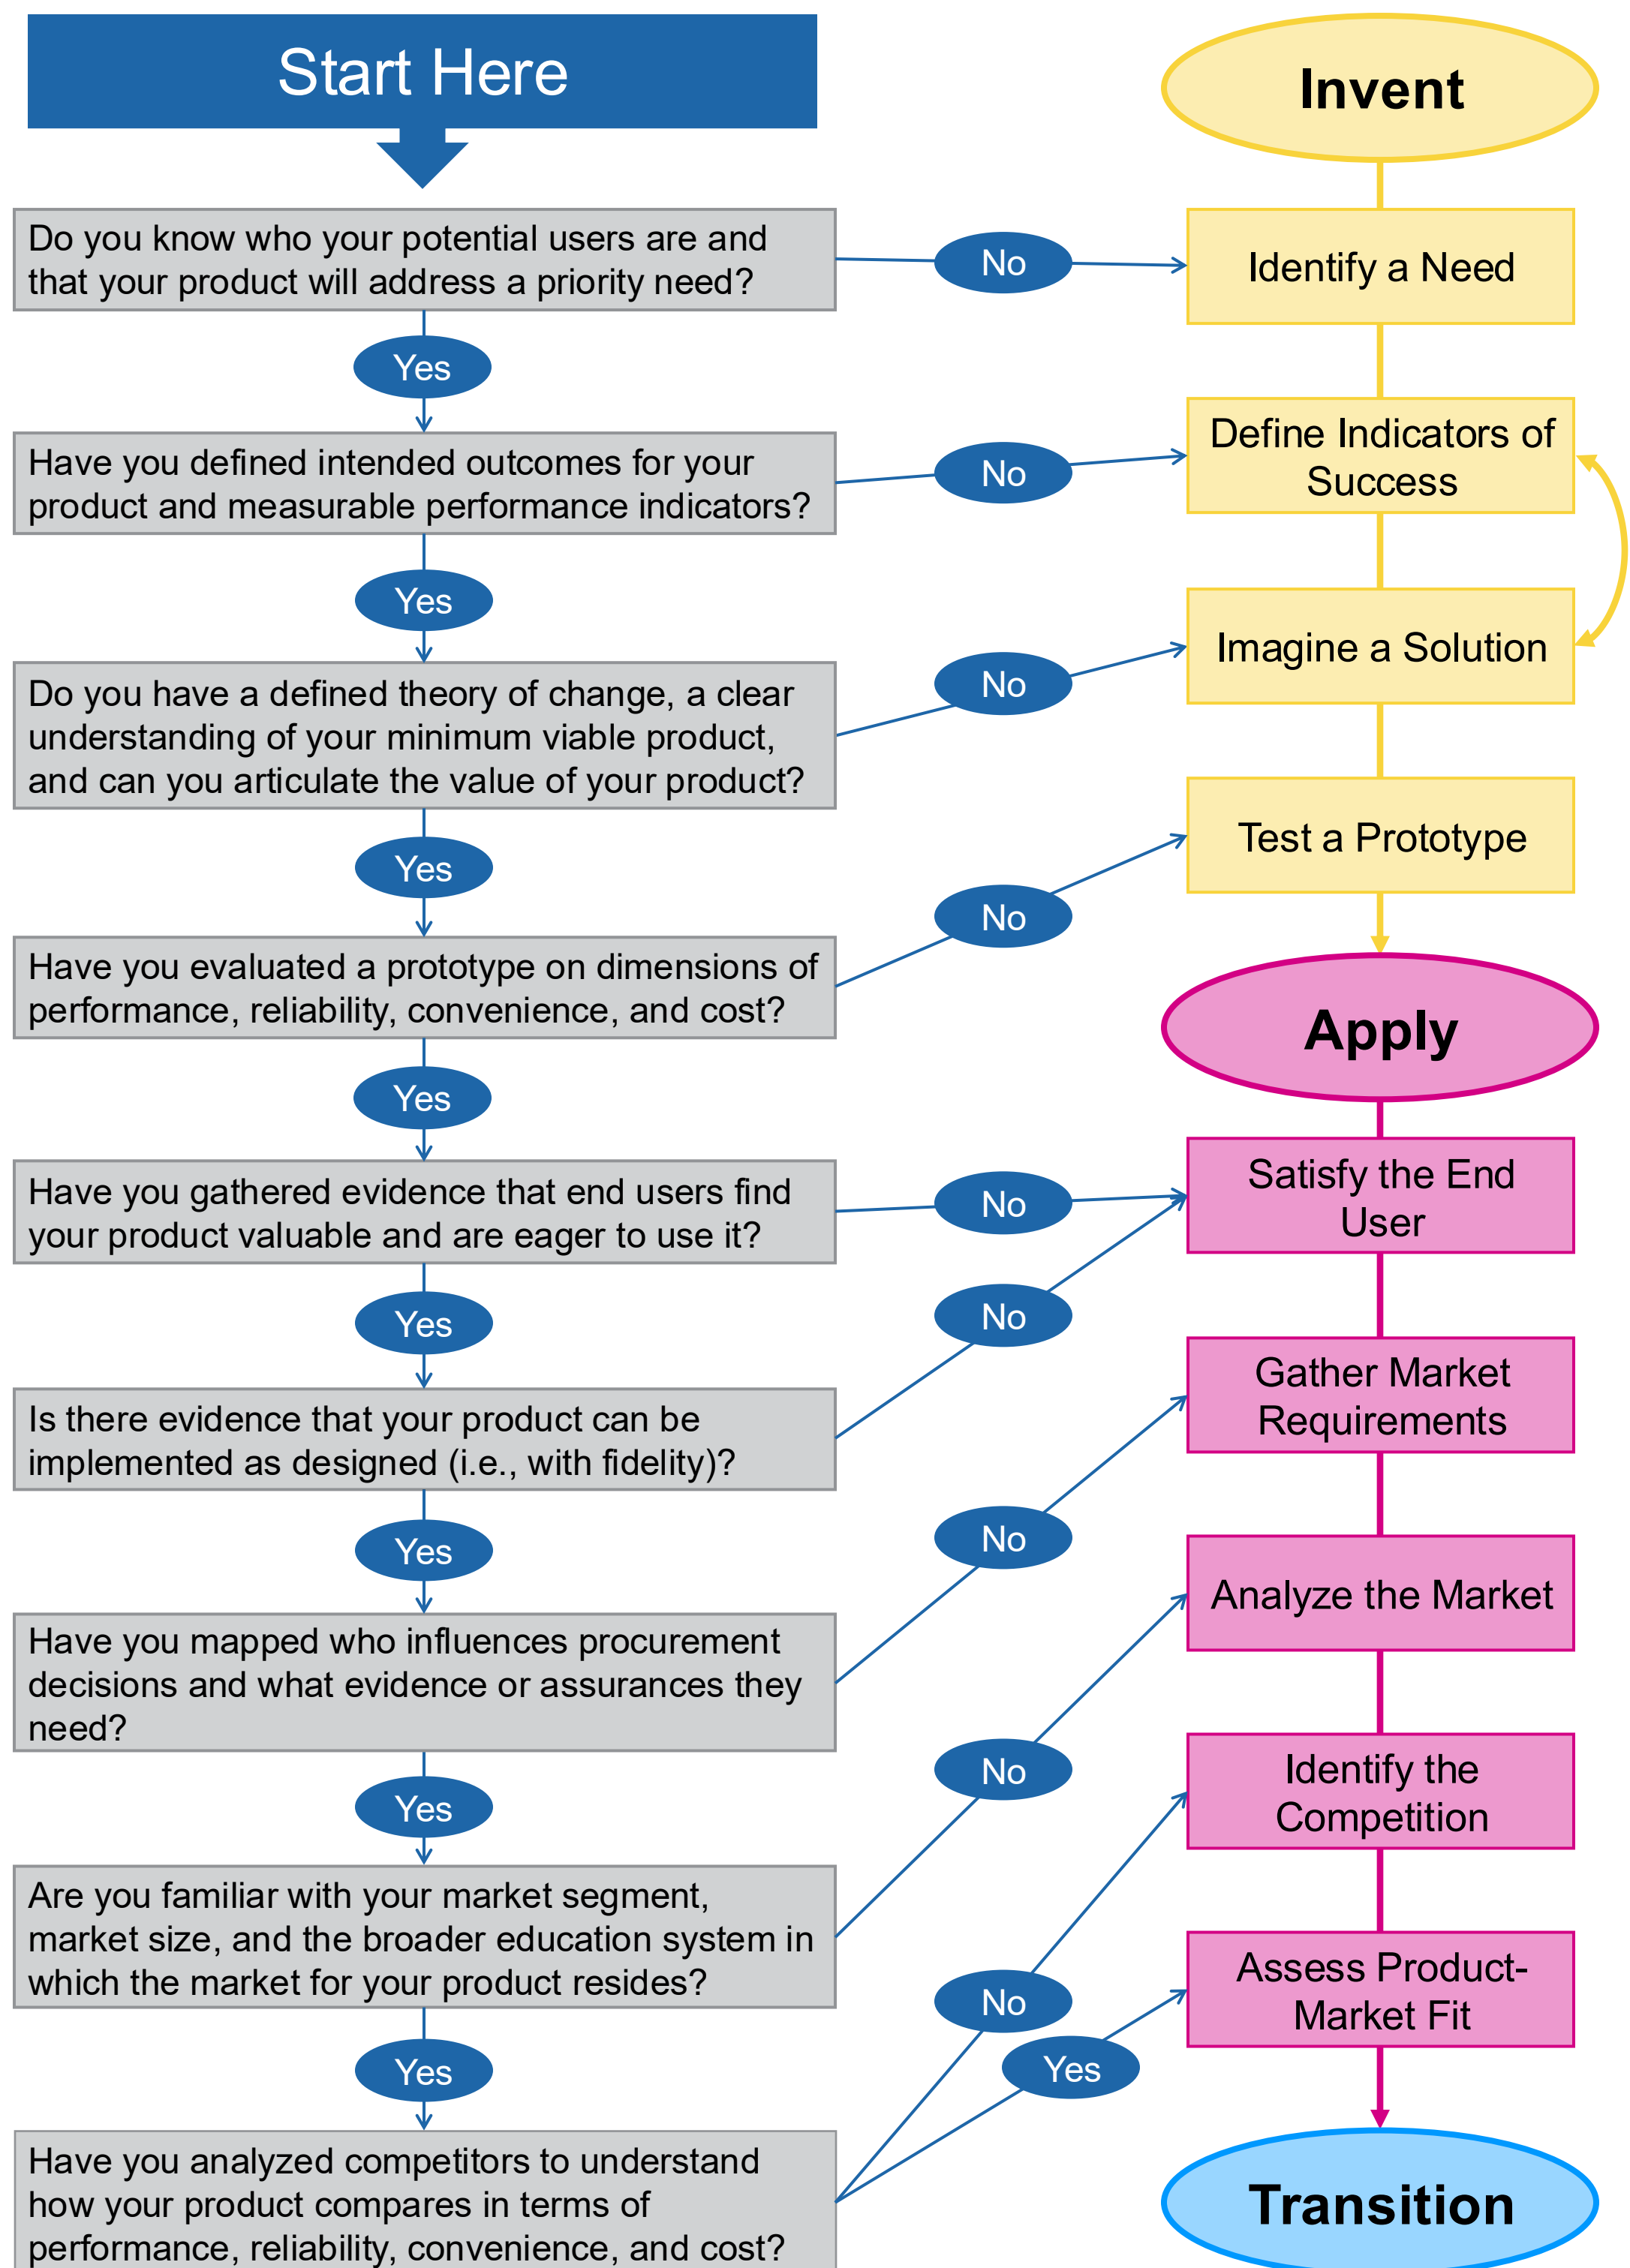 Start Here
Invent
Do you know who your potential users are and
that your product will address a priority need?
No
Identify a Need
Yes
Define Indicators of
Success
Have you defined intended outcomes for your
product and measurable performance indicators?
No
Yes
Imagine a Solution
Do you have a defined theory of change, a clear
understanding of your minimum viable product,
and can you articulate the value of your product?
No
Yes
Test a Prototype
Have you evaluated a prototype on dimensions of
performance, reliability, convenience, and cost?
No
Apply
Yes
Have you gathered evidence that end users find
your product valuable and are eager to use it?
No
Satisfy the End
User
Yes
Is there evidence that your product can be
implemented as designed (i.e., with fidelity)?
No
Gather Market
Requirements
Yes
Have you mapped who influences procurement
decisions and what evidence or assurances they
need?
No
Analyze the Market
Yes
Are you familiar with your market segment,
market size, and the broader education system in
which the market for your product resides?
No
Identify the
Competition
Yes
Have you analyzed competitors to understand
how your product compares in terms of
performance, reliability, convenience, and cost?
No
Yes
Assess Product-
Market Fit
Transition